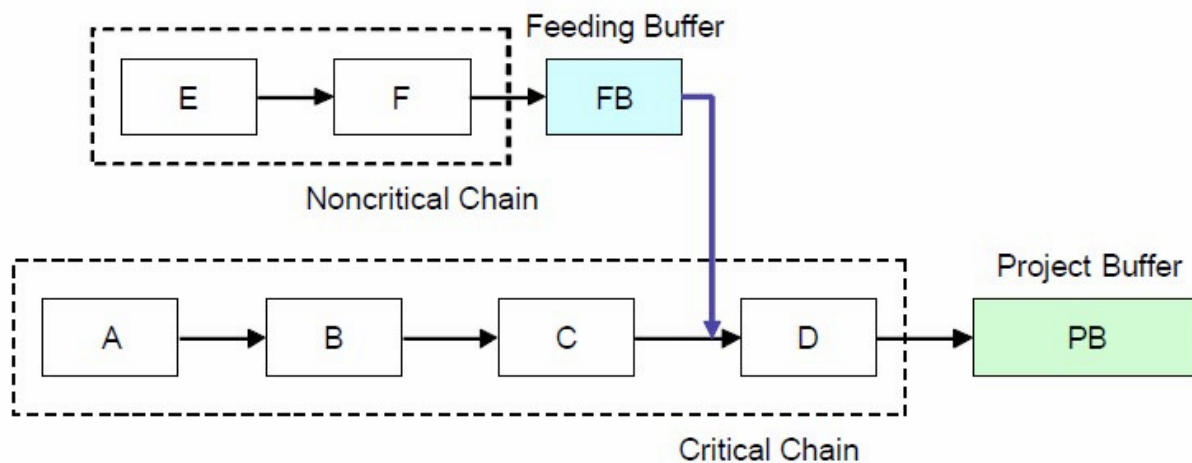 Feeding Buffer
E
F
FB
Noncritical Chain
Project Buffer
A
B
C
D
PB
Critical Chain